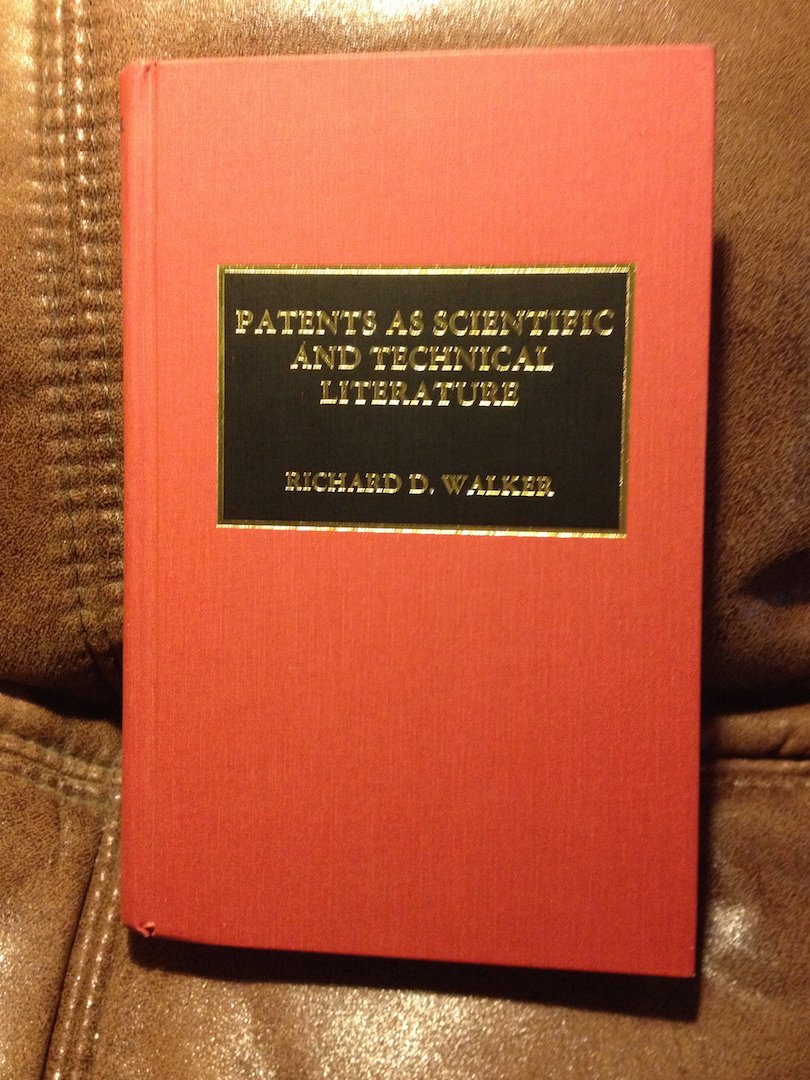 PATENTS AS SCIENTIFIC
AND TECHNICAL
LITERATURE
RICHARD D. WALKER